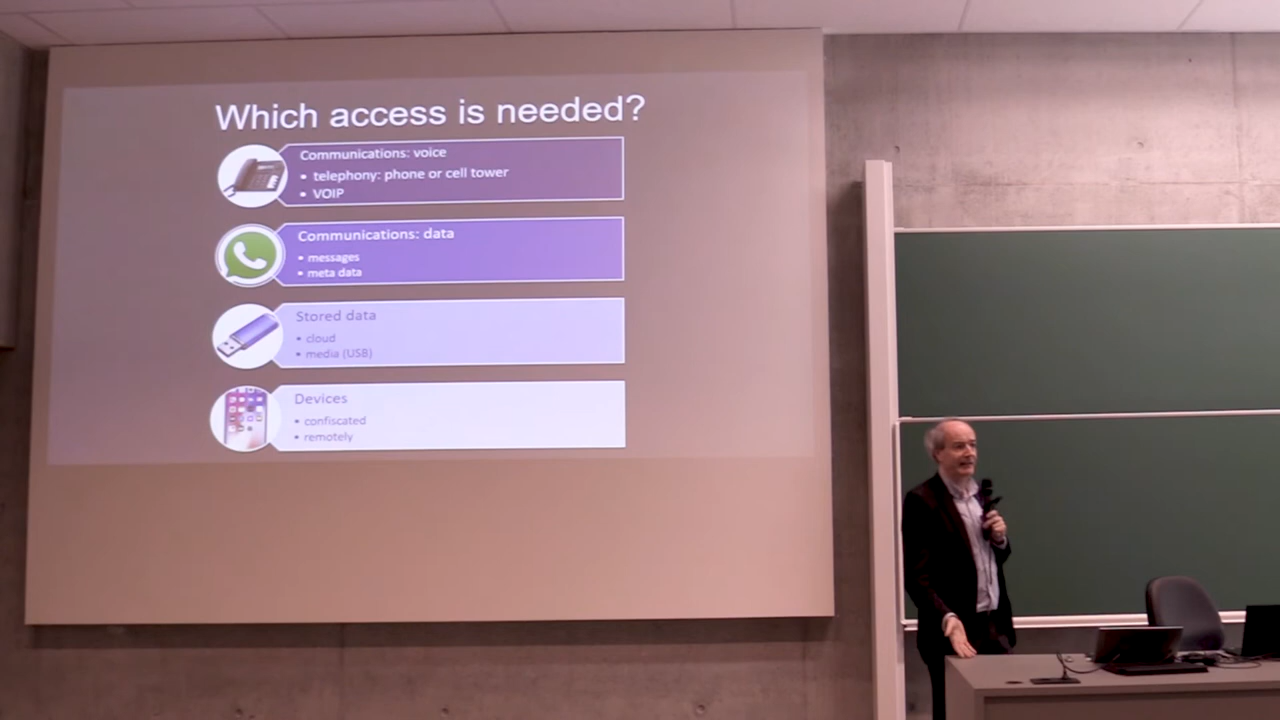 Which access is needed?
Communications: voice
• telephony: phone or cell tower
• VOIP
Communications: data
• messages
• meta data
Stored data
• cloud
• media (USB)
Devices
• confiscated
• remotely